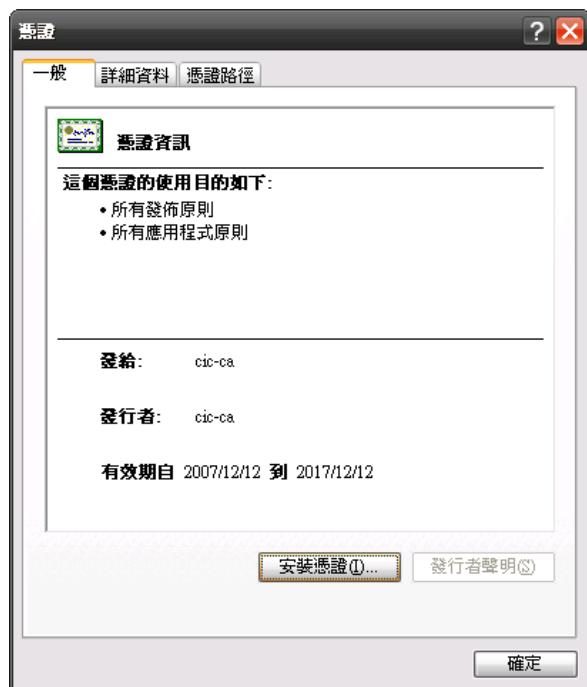 憑證
一般 詳細資料 憑證路徑
憑證資訊
這個憑證的使用目的如下:
• 所有發佈原則
• 所有應用程式原則
發給: cic-ca
發行者: cic-ca
有效期自 2007/12/12 到 2017/12/12
安裝憑證(I)... 發行者聲明(S)
確定